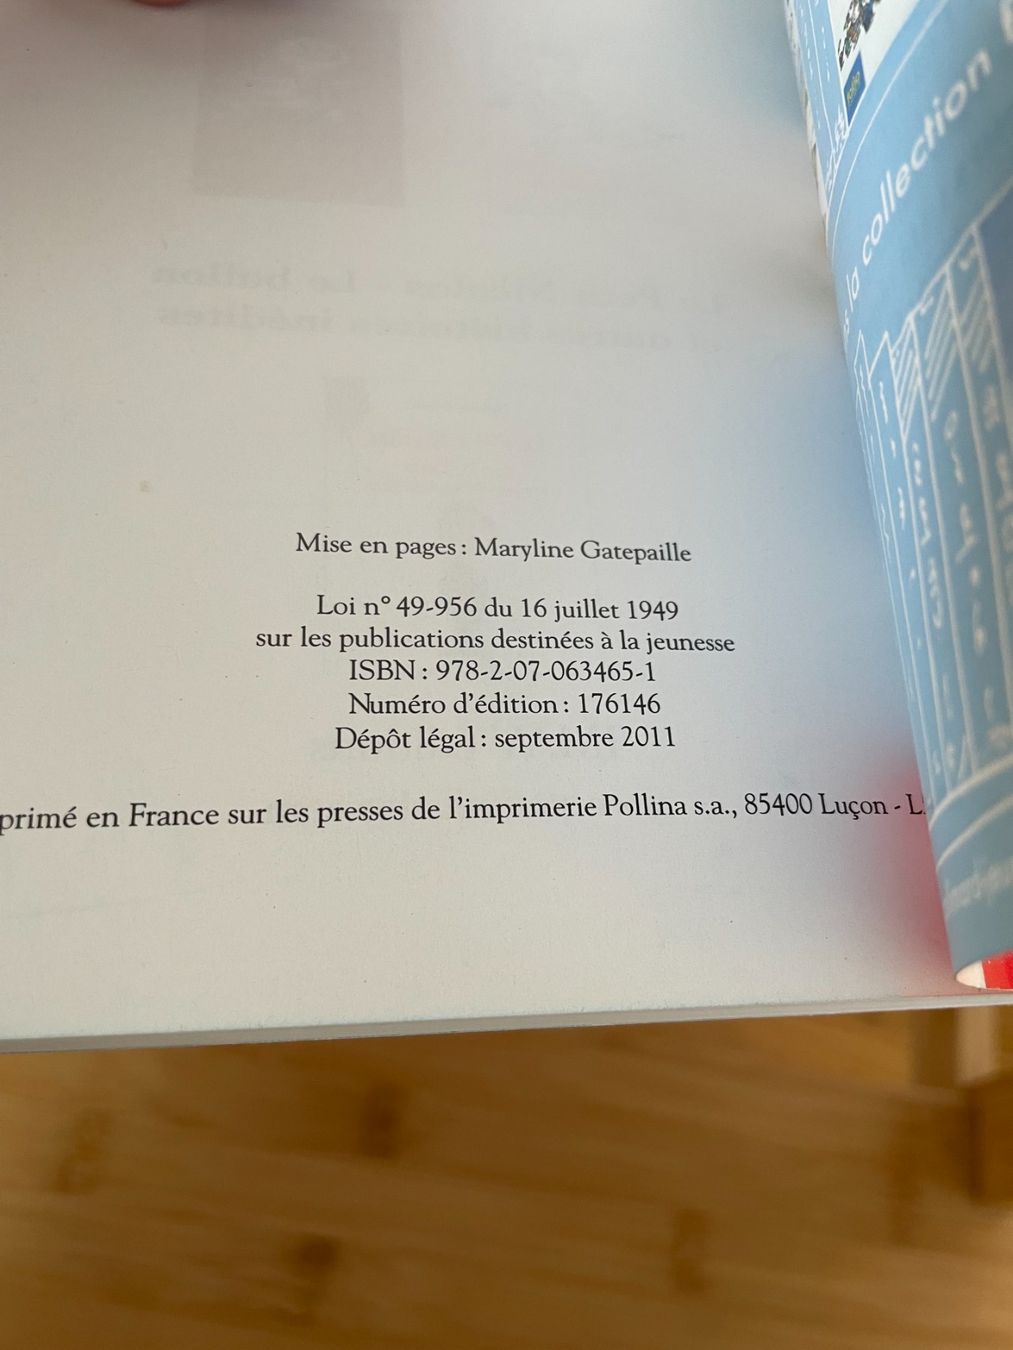 la collection
Mise en pages : Maryline Gatepaille
Loi n° 49-956 du 16 juillet 1949
sur les publications destinées à la jeunesse
ISBN : 978-2-07-063465-1
Numéro d'édition : 176146
Dépôt légal : septembre 2011
primé en France sur les presses de l'imprimerie Pollina s.a., 85400 Luçon - L